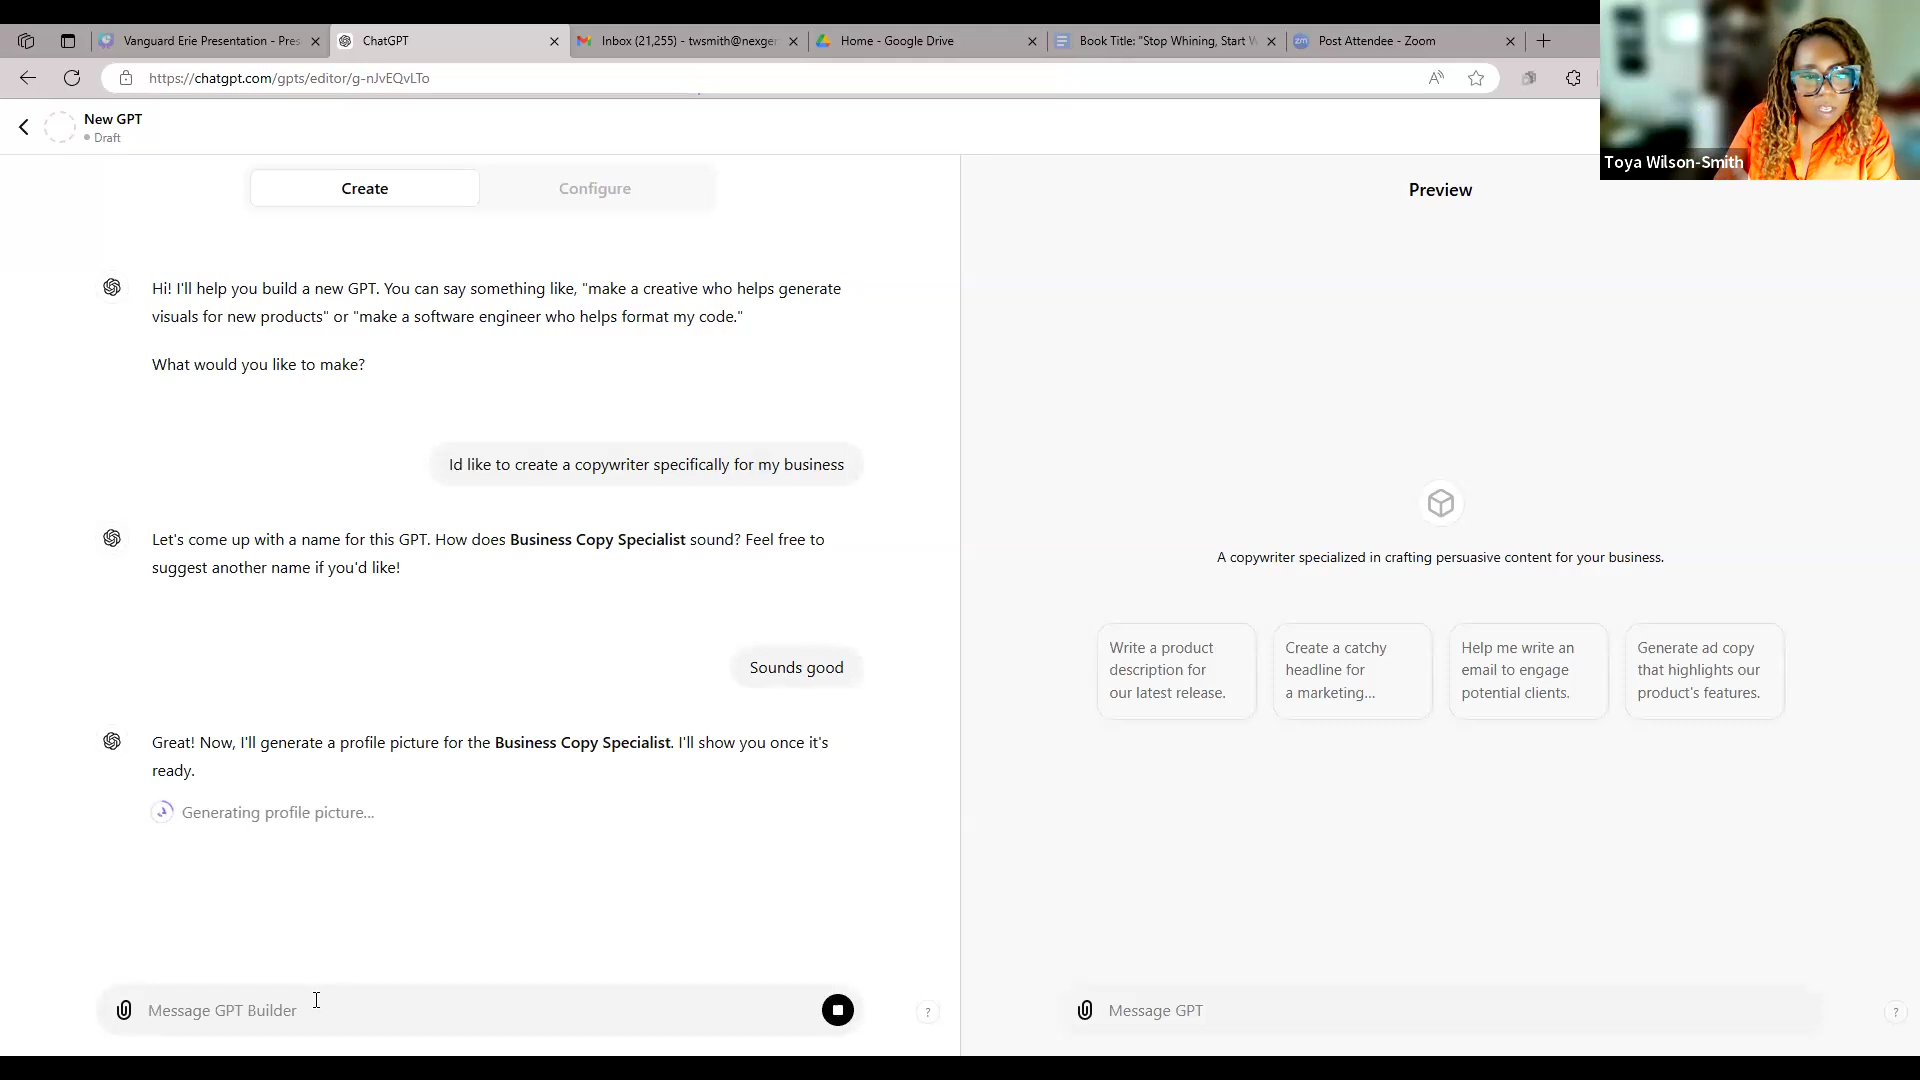 Vanguard Erie Presentation - Pres
ChatGPT
Inbox (21,255) - twsmith@nexger
Home - Google Drive
Book Title: "Stop Whining, Start W
zm
Post Attendee - Zoom
https://chatgpt.com/gpts/editor/g-nJvEQvLTo
New GPT
Draft
Toya Wilson-Smith
Create
Configure
Preview
Hi! I'll help you build a new GPT. You can say something like, "make a creative who helps generate
visuals for new products" or "make a software engineer who helps format my code."
What would you like to make?
Id like to create a copywriter specifically for my business
Let's come up with a name for this GPT. How does Business Copy Specialist sound? Feel free to
suggest another name if you'd like!
Sounds good
Great! Now, I'll generate a profile picture for the Business Copy Specialist. I'll show you once it's
ready.
Generating profile picture...
Message GPT Builder
?
A copywriter specialized in crafting persuasive content for your business.
Write a product
description for
our latest release.
Create a catchy
headline for
a marketing...
Help me write an
email to engage
potential clients.
Generate ad copy
that highlights our
product's features.
Message GPT
?